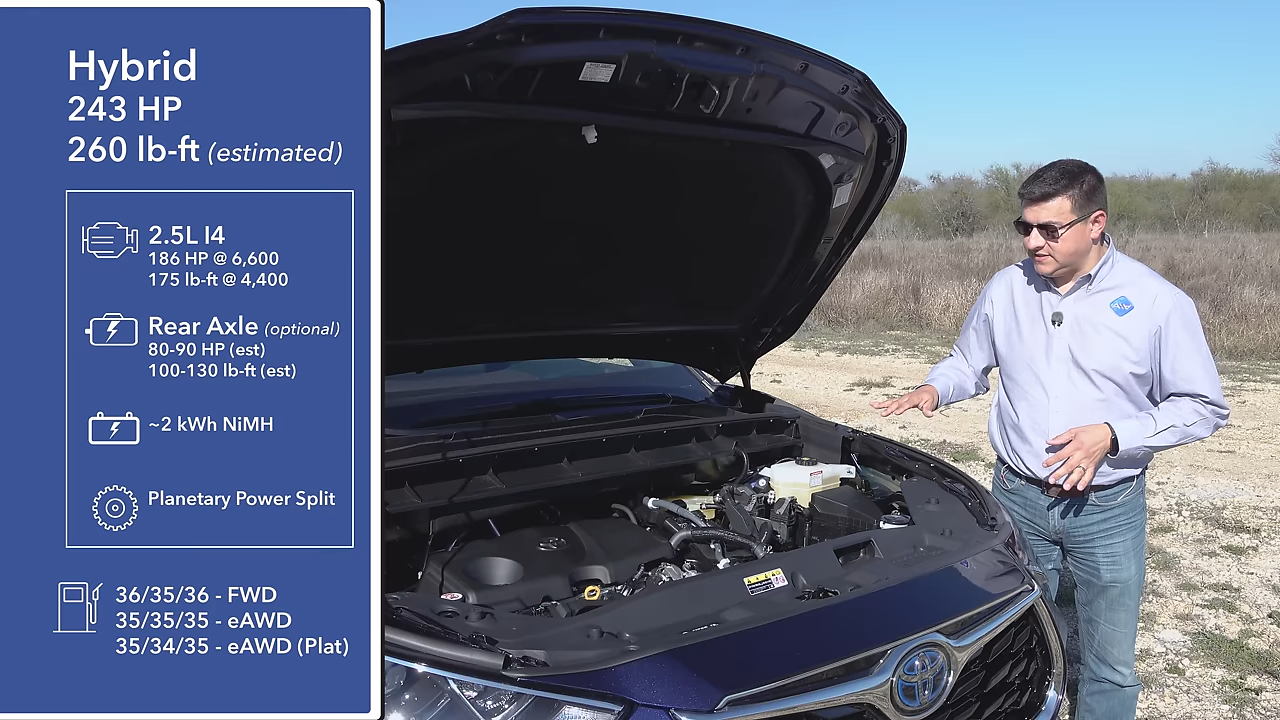 Hybrid
243 HP
260 lb-ft (estimated)
2.5L I4
186 HP @ 6,600
175 lb-ft @ 4,400
Rear Axle (optional)
80-90 HP (est)
100-130 lb-ft (est)
~2 kWh NiMH
Planetary Power Split
36/35/36 - FWD
35/35/35 - eAWD
35/34/35 - eAWD (Plat)